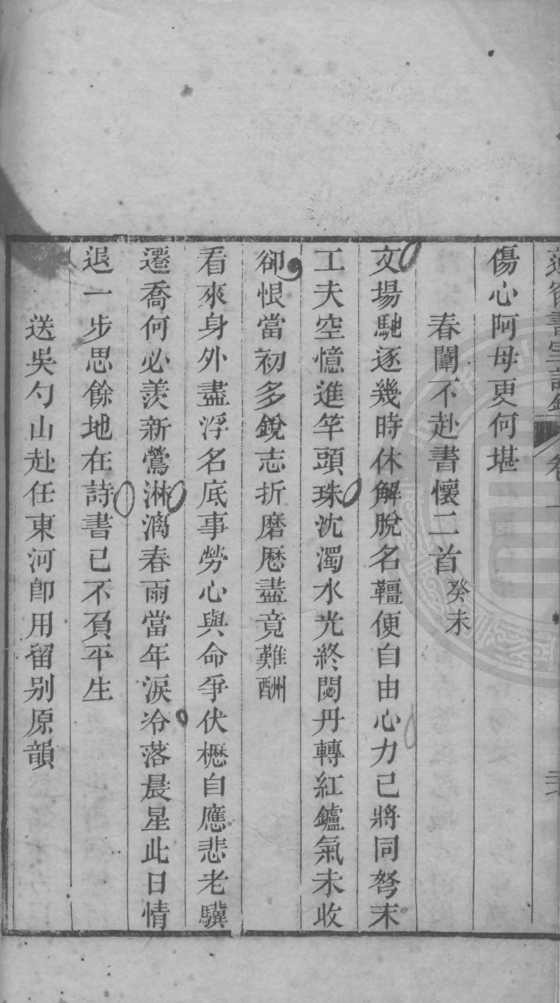 傷心阿母更何堪
春闈不赴書懷二首癸未
文場馳逐幾時休解脫名韁便自由心力已將同弩末
工夫空憶進竿頭珠沈濁水光終閟丹轉紅鑪氣未收
卻恨當初多銳志折磨歷盡竟難酬
看來身外盡浮名底事勞心與命爭伏櫪自應悲老驥
遷喬何必羨新鶯淋漓春雨當年淚冷落晨星此日情
退一步思餘地在詩書已不負平生
送吳勺山赴任東河卽用留別原韻